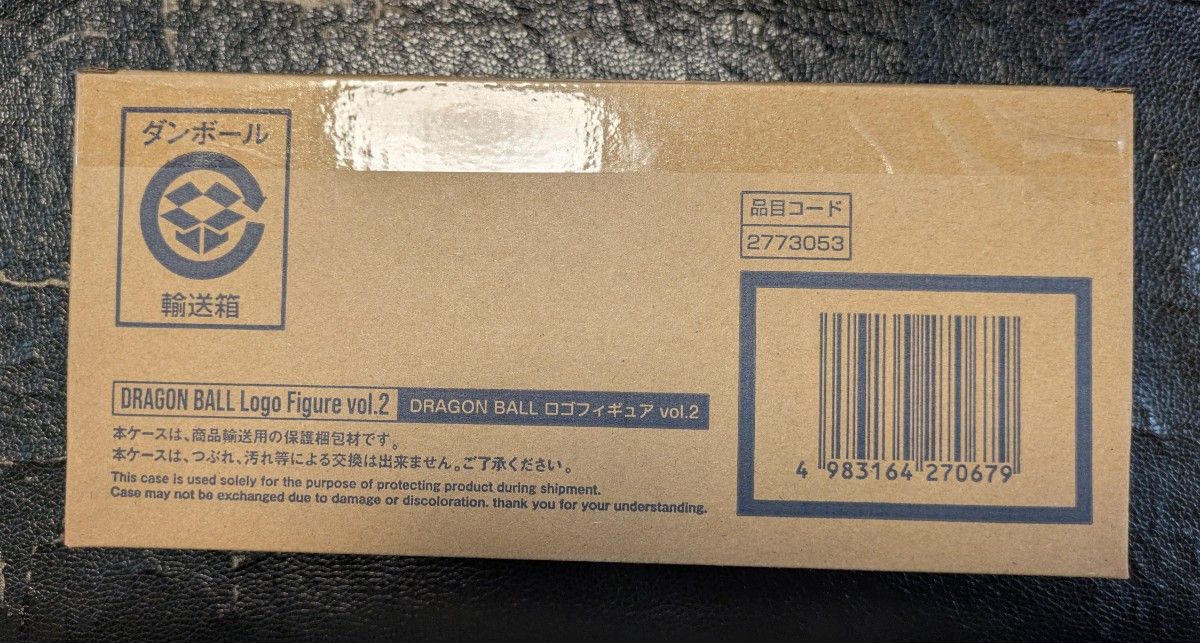 ダンボール
輸送箱
品目コード
2773053
DRAGON BALL Logo Figure vol.2 DRAGON BALL ロゴフィギュア vol.2
本ケースは、商品輸送用の保護梱包材です。
本ケースは、つぶれ、汚れ等による交換は出来ません。ご了承ください。
This case is used solely for the purpose of protecting product during shipment.
Case may not be exchanged due to damage or discoloration. thank you for your understanding.
4 983164 270679